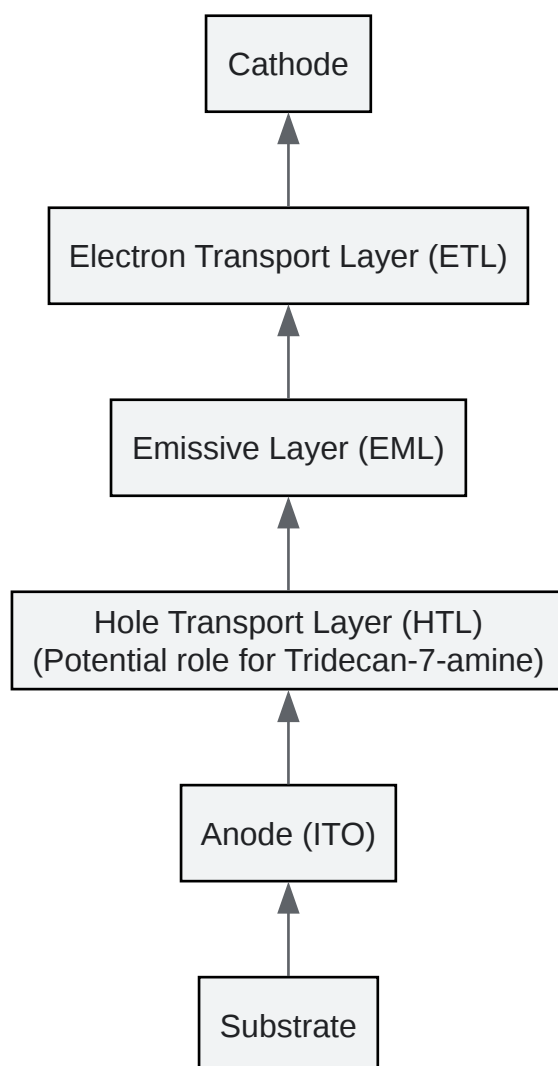 Cathode
Electron Transport Layer (ETL)
Emissive Layer (EML)
Hole Transport Layer (HTL)
(Potential role for Tridecan-7-amine)
Anode (ITO)
Substrate